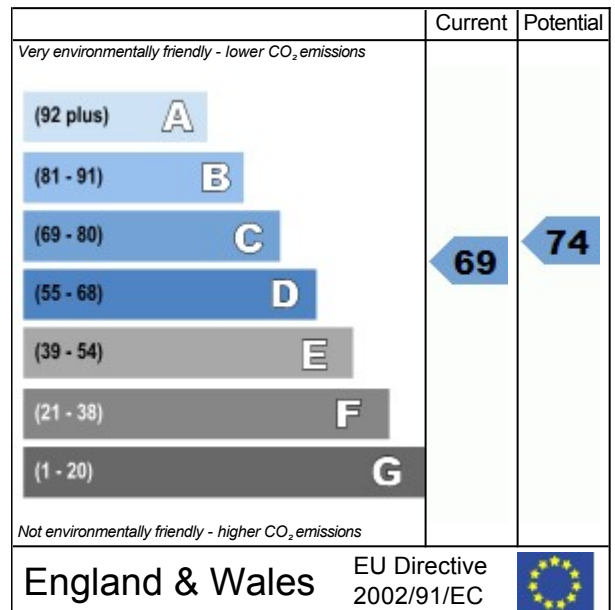 Current Potential
Very environmentally friendly - lower CO₂ emissions
(92 plus) A
(81 - 91) B
(69 - 80) C
(55 - 68) D
(39 - 54) E
(21 - 38) F
(1 - 20) G
69
74
Not environmentally friendly - higher CO₂ emissions
England & Wales
EU Directive
2002/91/EC